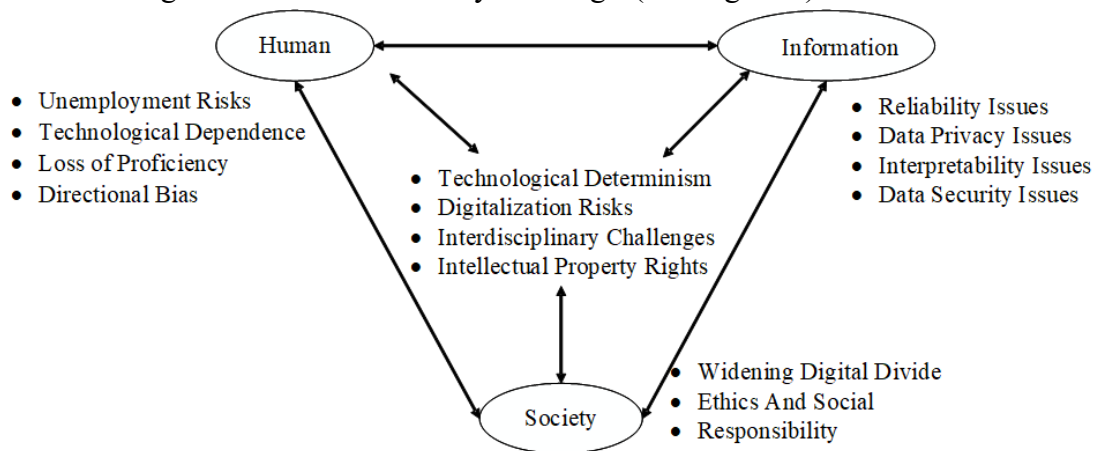 Human
Information
• Unemployment Risks
• Technological Dependence
• Loss of Proficiency
• Directional Bias
• Reliability Issues
• Data Privacy Issues
• Interpretability Issues
• Data Security Issues
• Technological Determinism
• Digitalization Risks
• Interdisciplinary Challenges
• Intellectual Property Rights
Society
• Widening Digital Divide
• Ethics And Social
• Responsibility